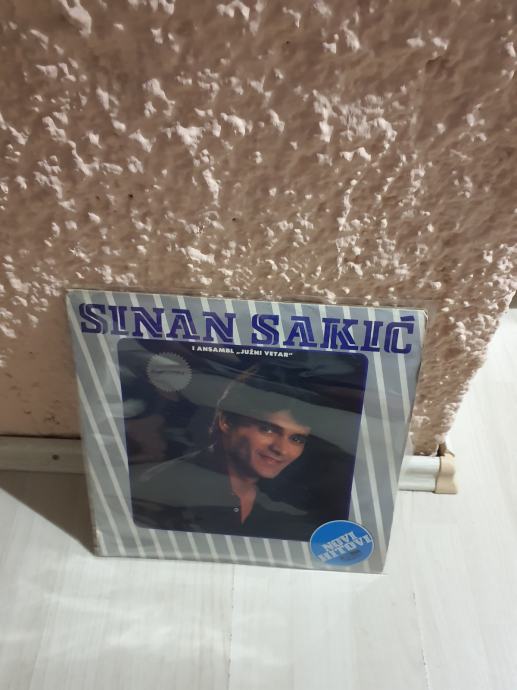 SINAN SAKIĆ
I ANSAMBL „JUŽNI VETAR“
NOVI
HITOVI